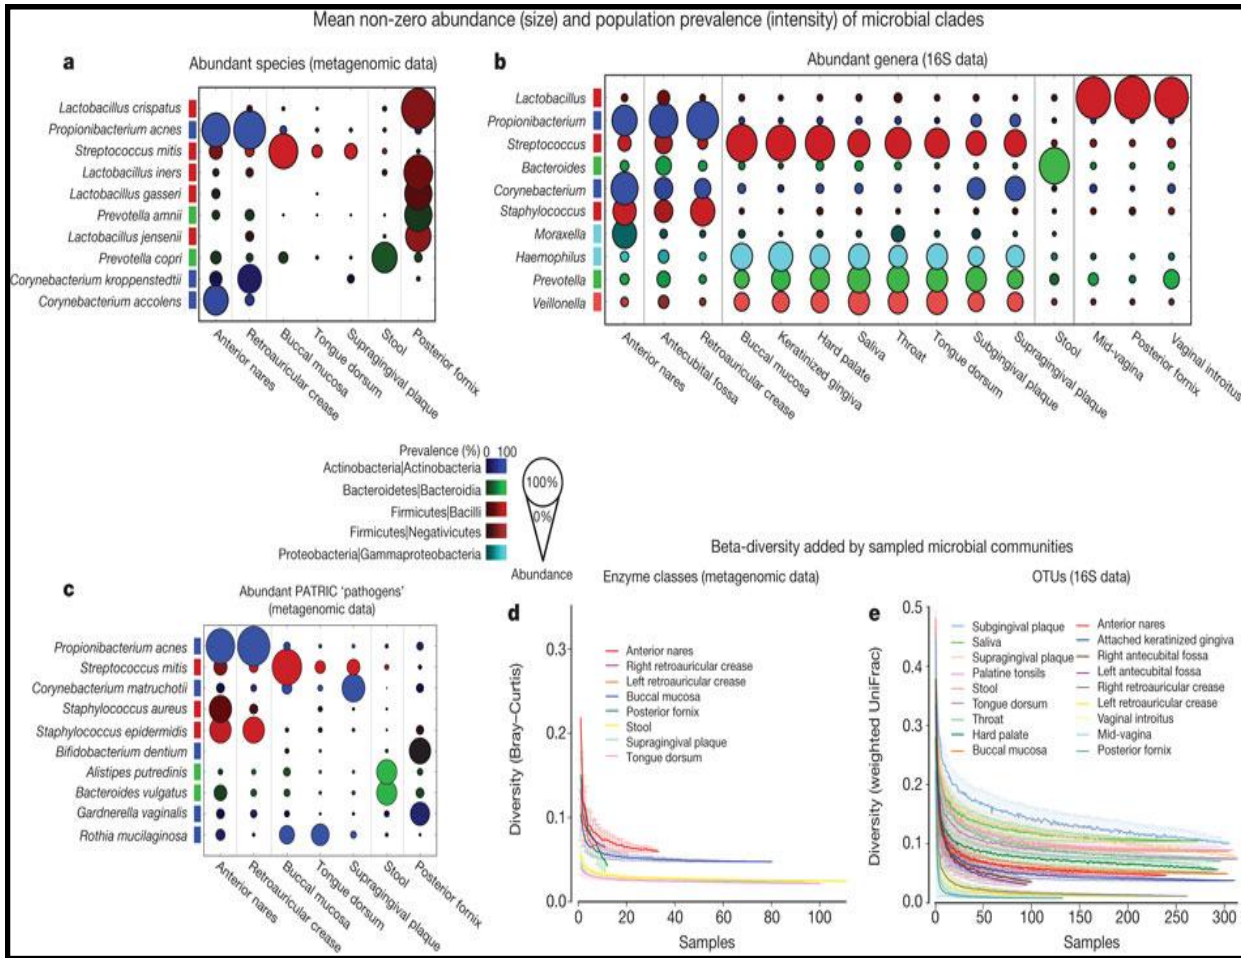 Mean non-zero abundance (size) and population prevalence (intensity) of microbial clades
a
Abundant species (metagenomic data)
Lactobacillus crispatus
Propionibacterium acnes
Streptococcus mitis
Lactobacillus iners
Lactobacillus gasseri
Prevotella amnii
Lactobacillus jensenii
Prevotella copri
Corynebacterium kroppenstedtii
Corynebacterium accolens
Anterior nares
Retroauricular crease
Buccal mucosa
Tongue dorsum
Supragingival plaque
Stool
Posterior fornix
b
Abundant genera (16S data)
Lactobacillus
Propionibacterium
Streptococcus
Bacteroides
Corynebacterium
Staphylococcus
Moraxella
Haemophilus
Prevotella
Veillonella
Anterior nares
Antecubital fossa
Retroauricular crease
Buccal mucosa
Keratinized gingiva
Hard palate
Saliva
Throat
Tongue dorsum
Subgingival plaque
Supragingival plaque
Stool
Mid-vagina
Posterior fornix
Vaginal introitus
Prevalence (%) 0 100
Actinobacteria|Actinobacteria
Bacteroidetes|Bacteroidia
Firmicutes|Bacilli
Firmicutes|Negativicutes
Proteobacteria|Gammaproteobacteria
100%
0%
Abundance
c
Abundant PATRIC 'pathogens'
(metagenomic data)
Propionibacterium acnes
Streptococcus mitis
Corynebacterium matruchotii
Staphylococcus aureus
Staphylococcus epidermidis
Bifidobacterium dentium
Alistipes putredinis
Bacteroides vulgatus
Gardnerella vaginalis
Rothia mucilaginosa
Anterior nares
Retroauricular crease
Buccal mucosa
Tongue dorsum
Supragingival plaque
Stool
Posterior fornix
Beta-diversity added by sampled microbial communities
d
Enzyme classes (metagenomic data)
Diversity (Bray–Curtis)
0.3
0.2
0.1
0.0
0 20 40 60 80 100
Samples
Anterior nares
Right retroauricular crease
Left retroauricular crease
Buccal mucosa
Posterior fornix
Stool
Supragingival plaque
Tongue dorsum
e
OTUs (16S data)
Diversity (weighted UniFrac)
0.5
0.4
0.3
0.2
0.1
0.0
0 50 100 150 200 250 300
Samples
Subgingival plaque
Saliva
Supragingival plaque
Palatine tonsils
Stool
Tongue dorsum
Throat
Hard palate
Buccal mucosa
Anterior nares
Attached keratinized gingiva
Right antecubital fossa
Left antecubital fossa
Right retroauricular crease
Left retroauricular crease
Vaginal introitus
Mid-vagina
Posterior fornix